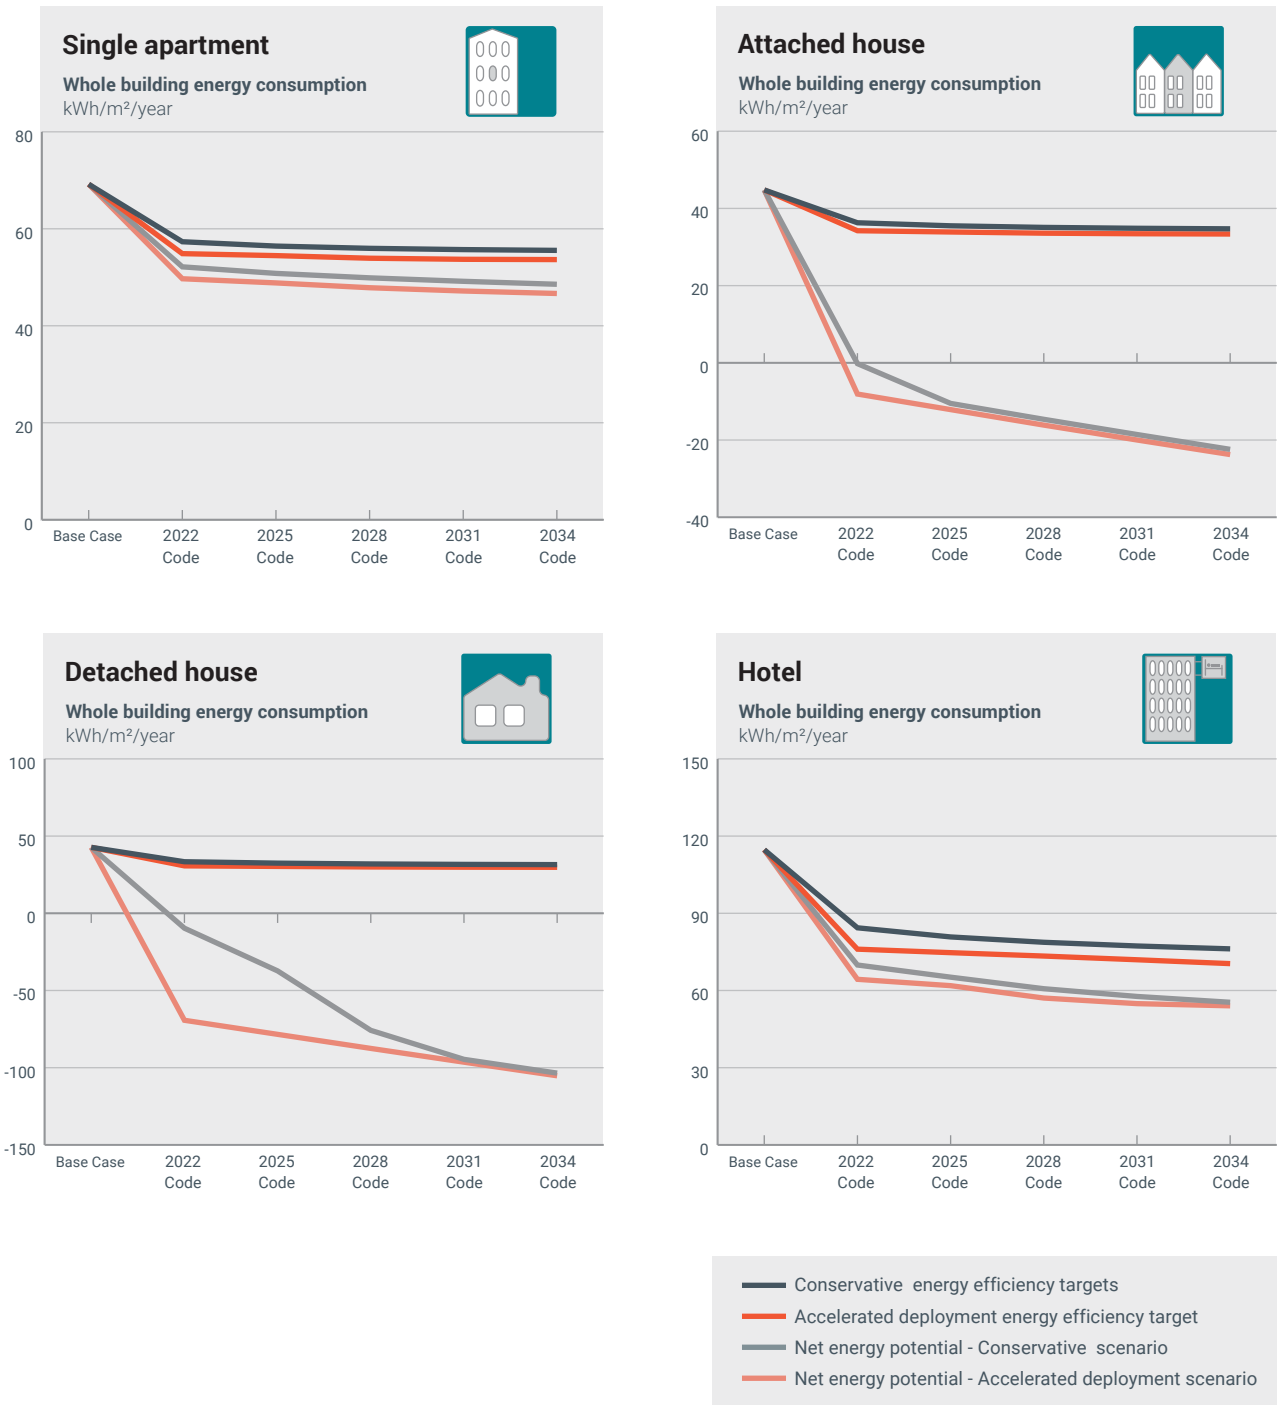 Single apartment
Whole building energy consumption
kWh/m²/year
80
60
40
20
0
Base Case
2022 Code
2025 Code
2028 Code
2031 Code
2034 Code
Attached house
Whole building energy consumption
kWh/m²/year
60
40
20
0
-20
-40
Base Case
2022 Code
2025 Code
2028 Code
2031 Code
2034 Code
Detached house
Whole building energy consumption
kWh/m²/year
100
50
0
-50
-100
-150
Base Case
2022 Code
2025 Code
2028 Code
2031 Code
2034 Code
Hotel
Whole building energy consumption
kWh/m²/year
150
120
90
60
30
0
Base Case
2022 Code
2025 Code
2028 Code
2031 Code
2034 Code
Conservative energy efficiency targets
Accelerated deployment energy efficiency target
Net energy potential - Conservative scenario
Net energy potential - Accelerated deployment scenario